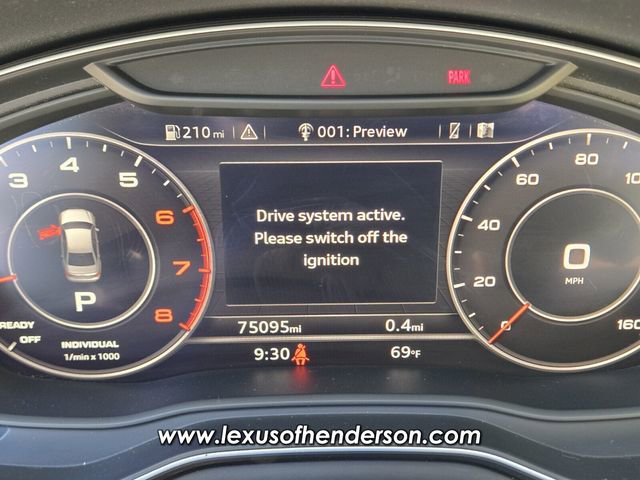 PARK
210 mi
001: Preview
3 4 5 6 7 8
P
READY
OFF
INDIVIDUAL
1/min x 1000
Drive system active.
Please switch off the
ignition
75095mi 0.4mi
9:30 69°F
0 20 40 60 80 160
0
MPH
www.lexusofhenderson.com